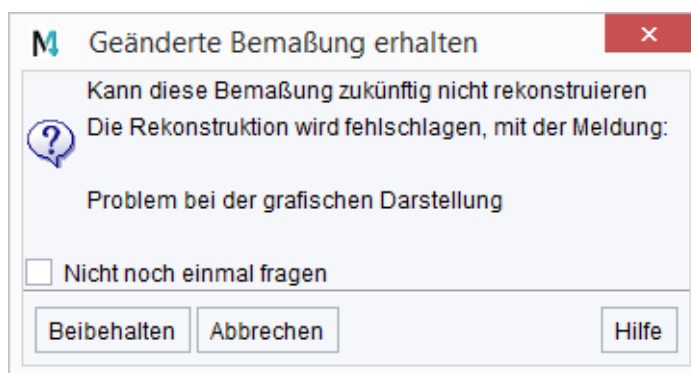 Geänderte Bemaßung erhalten
Kann diese Bemaßung zukünftig nicht rekonstruieren
Die Rekonstruktion wird fehlschlagen, mit der Meldung:
Problem bei der grafischen Darstellung
Nicht noch einmal fragen
Beibehalten Abbrechen Hilfe